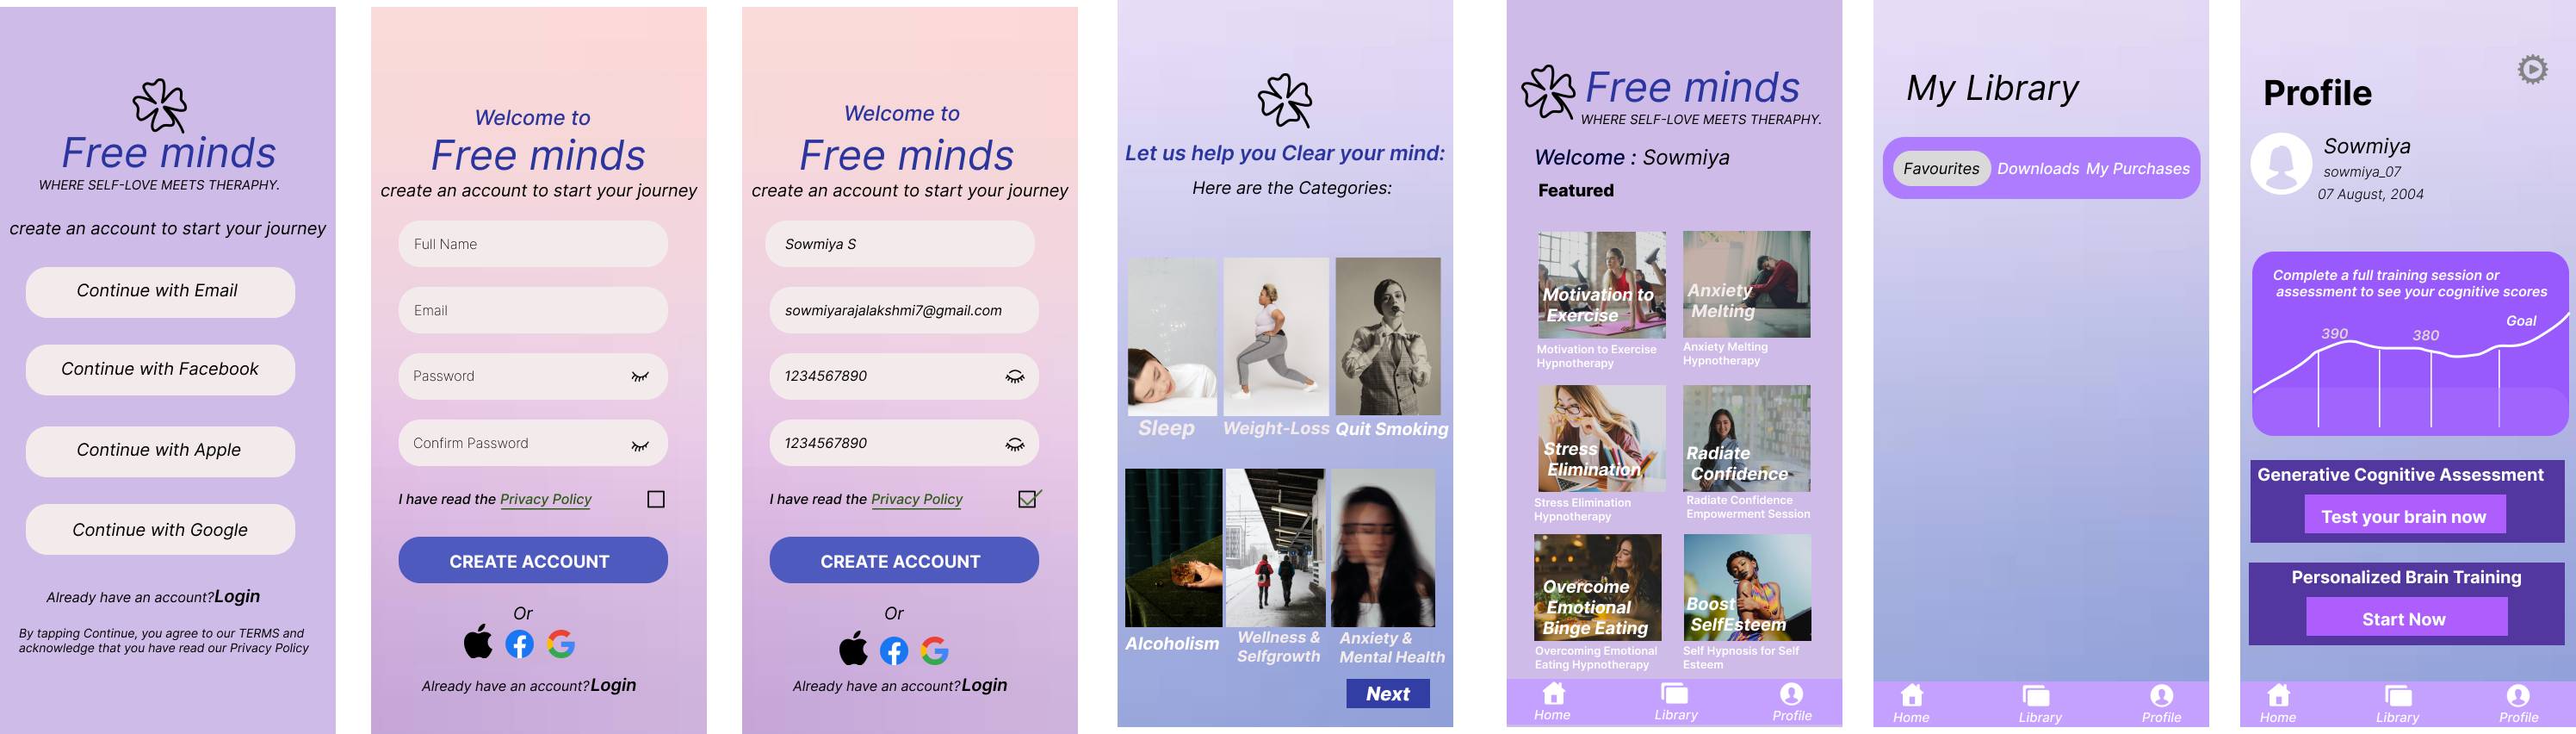 Free minds
WHERE SELF-LOVE MEETS THERAPHY.
create an account to start your journey
Continue with Email
Continue with Facebook
Continue with Apple
Continue with Google
Already have an account?Login
By tapping Continue, you agree to our TERMS and
acknowledge that you have read our Privacy Policy
Welcome to
Free minds
create an account to start your journey
Full Name
Email
Password
Confirm Password
I have read the Privacy Policy
CREATE ACCOUNT
Or
Already have an account?Login
Welcome to
Free minds
create an account to start your journey
Sowmiya S
sowmiyarajalakshmi7@gmail.com
1234567890
1234567890
I have read the Privacy Policy
CREATE ACCOUNT
Or
Already have an account?Login
Let us help you Clear your mind:
Here are the Categories:
Sleep Weight-Loss Quit Smoking
Alcoholism
Wellness &
Selfgrowth
Anxiety &
Mental Health
Next
Free minds
WHERE SELF-LOVE MEETS THERAPHY.
Welcome : Sowmiya
Featured
Motivation to
Exercise
Motivation to Exercise
Hypnotherapy
Anxiety
Melting
Anxiety Melting
Hypnotherapy
Stress
Elimination
Stress Elimination
Hypnotherapy
Radiate
Confidence
Radiate Confidence
Empowerment Session
Overcome
Emotional
Binge Eating
Overcoming Emotional
Eating Hypnotherapy
Boost
SelfEsteem
Self Hypnosis for Self
Esteem
Home Library Profile
My Library
Favourites Downloads My Purchases
Home Library Profile
Profile
Sowmiya
sowmiya_07
07 August, 2004
Complete a full training session or
assessment to see your cognitive scores
Goal
390 380
Generative Cognitive Assessment
Test your brain now
Personalized Brain Training
Start Now
Home Library Profile